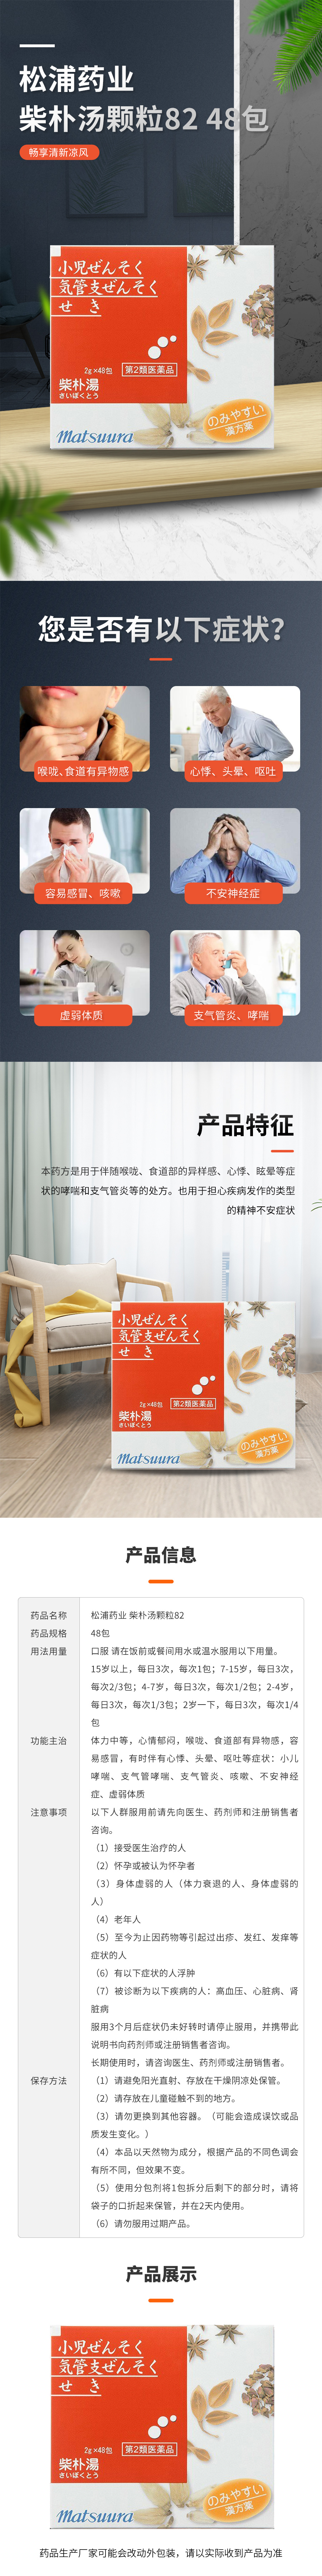 松浦药业
柴朴汤颗粒82 48包
畅享清新凉风
小児ぜんそく
気管支ぜんそく
せき
2g×48包
第2類医薬品
柴朴湯
さいぼくとう
matsuura
のみやすい
漢方薬
您是否有以下症状?
喉咙、食道有异物感
心悸、头晕、呕吐
容易感冒、咳嗽
不安神经症
虚弱体质
支气管炎、哮喘
产品特征
本药方是用于伴随喉咙、食道部的异样感、心悸、眩晕等症
状的哮喘和支气管炎等的处方。也用于担心疾病发作的类型
的精神不安症状
小児ぜんそく
気管支ぜんそく
せき
2g×48包
第2類医薬品
柴朴湯
さいぼくとう
matsuura
のみやすい
漢方薬
产品信息
药品名称 松浦药业 柴朴汤颗粒82
药品规格 48包
用法用量 口服 请在饭前或餐间用水或温水服用以下用量。
15岁以上，每日3次，每次1包；7-15岁，每日3次，
每次2/3包；4-7岁，每日3次，每次1/2包；2-4岁，
每日3次，每次1/3包；2岁一下，每日3次，每次1/4
包
功能主治 体力中等，心情郁闷，喉咙、食道部有异物感，容
易感冒，有时伴有心悸、头晕、呕吐等症状：小儿
哮喘、支气管哮喘、支气管炎、咳嗽、不安神经
症、虚弱体质
注意事项 以下人群服用前请先向医生、药剂师和注册销售者
咨询。
（1）接受医生治疗的人
（2）怀孕或被认为怀孕者
（3）身体虚弱的人（体力衰退的人、身体虚弱的
人）
（4）老年人
（5）至今为止因药物等引起过出疹、发红、发痒等
症状的人
（6）有以下症状的人浮肿
（7）被诊断为以下疾病的人：高血压、心脏病、肾
脏病
服用3个月后症状仍未好转时请停止服用，并携带此
说明书向药剂师或注册销售者咨询。
长期使用时，请咨询医生、药剂师或注册销售者。
保存方法 （1）请避免阳光直射、存放在干燥阴凉处保管。
（2）请存放在儿童碰触不到的地方。
（3）请勿更换到其他容器。（可能会造成误饮或品
质发生变化。）
（4）本品以天然物为成分，根据产品的不同色调会
有所不同，但效果不变。
（5）使用分包剂将1包拆分后剩下的部分时，请将
袋子的口折起来保管，并在2天内使用。
（6）请勿服用过期产品。
产品展示
小児ぜんそく
気管支ぜんそく
せき
2g×48包
第2類医薬品
柴朴湯
さいぼくとう
matsuura
のみやすい
漢方薬
药品生产厂家可能会改动外包装，请以实际收到产品为准